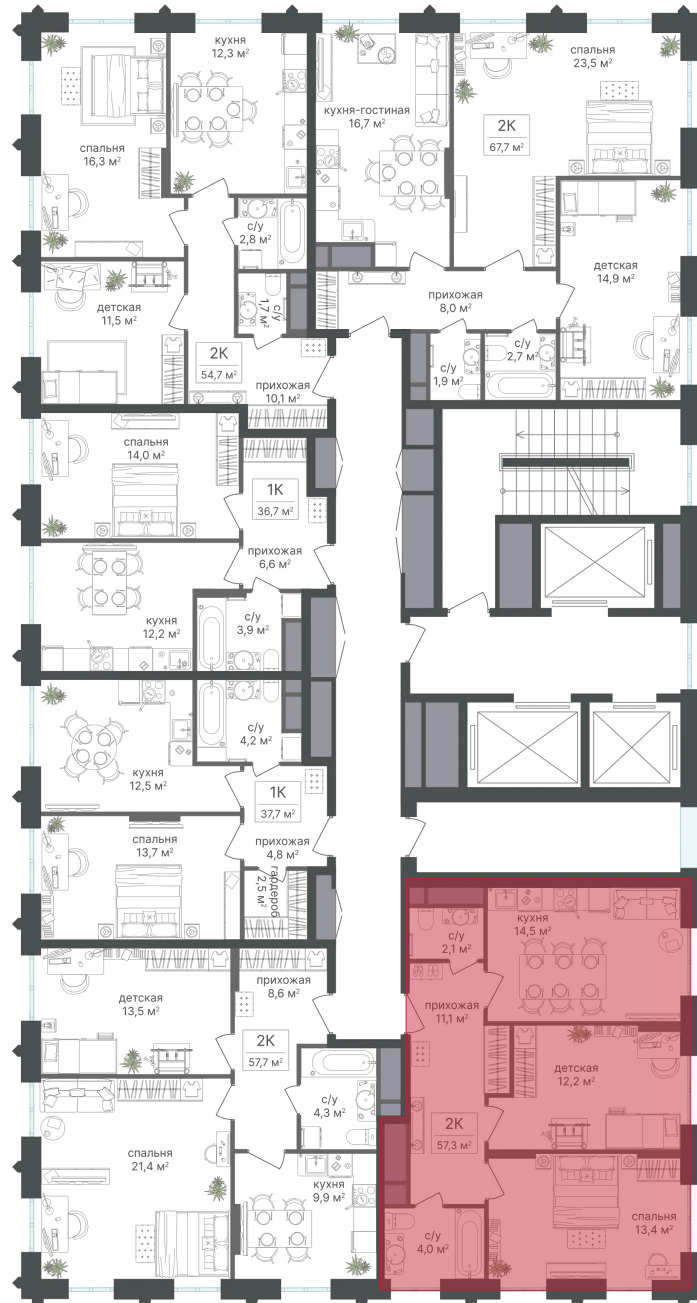 кухня
12,3 м²
спальня
16,3 м²
с/у
2,8 м²
детская
11,5 м²
с/у
1,7 м²
2К
54,7 м²
прихожая
10,1 м²
кухня-гостиная
16,7 м²
спальня
23,5 м²
2К
67,7 м²
детская
14,9 м²
прихожая
8,0 м²
с/у
1,9 м²
с/у
2,7 м²
спальня
14,0 м²
1К
36,7 м²
прихожая
6,6 м²
кухня
12,2 м²
с/у
3,9 м²
с/у
4,2 м²
кухня
12,5 м²
1К
37,7 м²
спальня
13,7 м²
прихожая
4,8 м²
гардероб
2,5 м²
детская
13,5 м²
прихожая
8,6 м²
2К
57,7 м²
с/у
4,3 м²
спальня
21,4 м²
кухня
9,9 м²
кухня
14,5 м²
с/у
2,1 м²
прихожая
11,1 м²
детская
12,2 м²
2К
57,3 м²
спальня
13,4 м²
с/у
4,0 м²